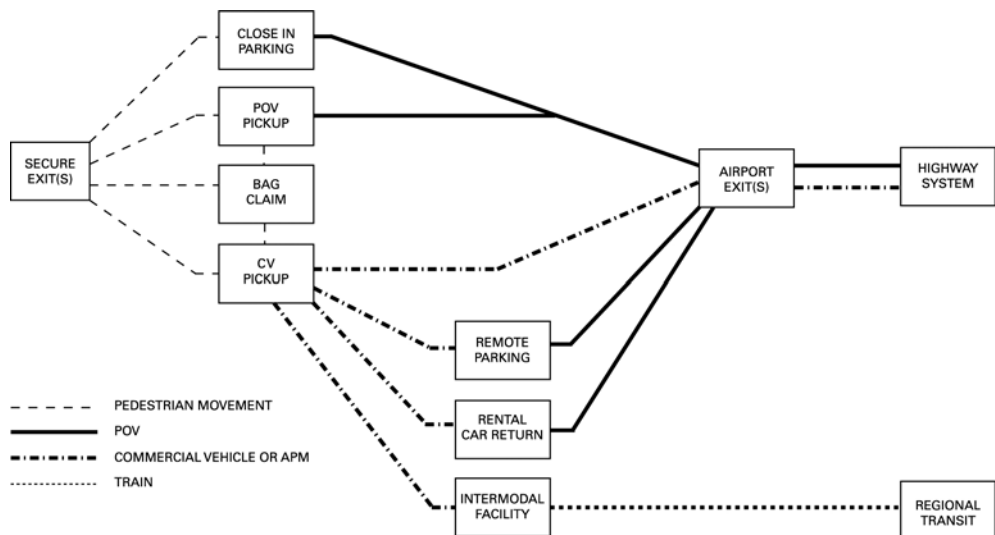 CLOSE IN
PARKING
POV
PICKUP
SECURE
EXIT(S)
BAG
CLAIM
AIRPORT
EXIT(S)
HIGHWAY
SYSTEM
CV
PICKUP
REMOTE
PARKING
RENTAL
CAR RETURN
INTERMODAL
FACILITY
REGIONAL
TRANSIT
PEDESTRIAN MOVEMENT
POV
COMMERCIAL VEHICLE OR APM
TRAIN